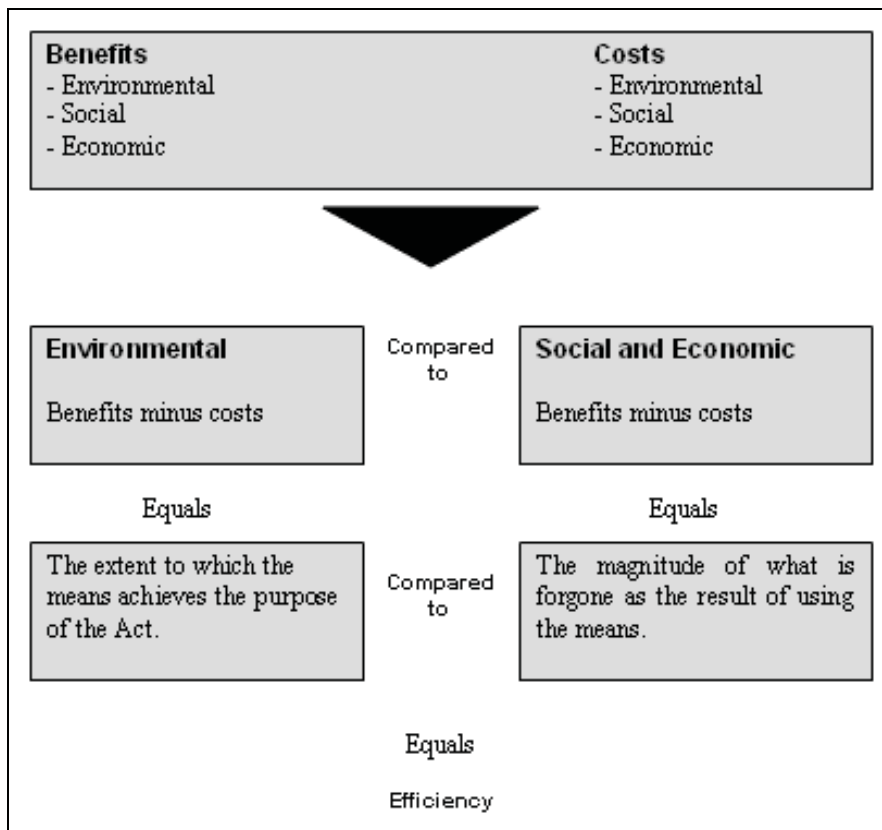 Benefits
- Environmental
- Social
- Economic
Costs
- Environmental
- Social
- Economic
Environmental
Benefits minus costs
Compared
to
Social and Economic
Benefits minus costs
Equals
Equals
The extent to which the
means achieves the purpose
of the Act.
Compared
to
The magnitude of what is
forgone as the result of using
the means.
Equals
Efficiency